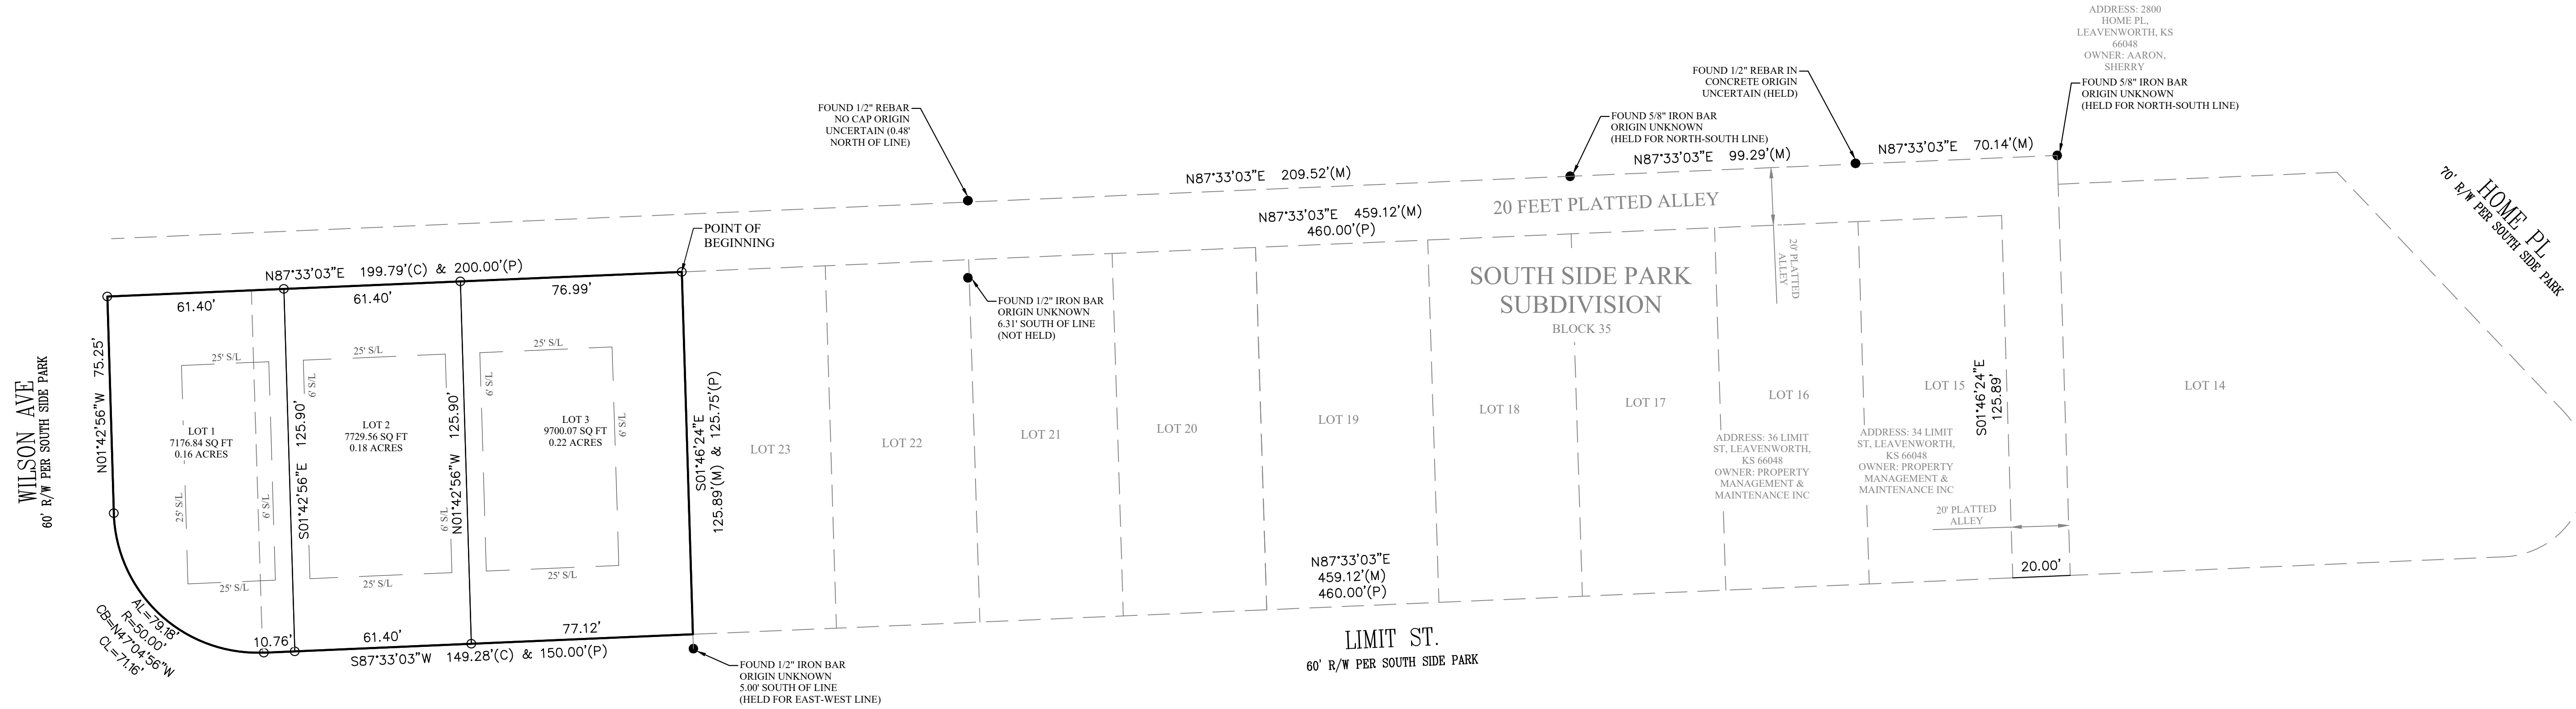 ADDRESS: 2800
HOME PL,
LEAVENWORTH, KS
66048
OWNER: AARON,
SHERRY
FOUND 5/8" IRON BAR
ORIGIN UNKNOWN
(HELD FOR NORTH-SOUTH LINE)
FOUND 1/2" REBAR IN
CONCRETE ORIGIN
UNCERTAIN (HELD)
FOUND 1/2" REBAR
NO CAP ORIGIN
UNCERTAIN (0.48'
NORTH OF LINE)
FOUND 5/8" IRON BAR
ORIGIN UNKNOWN
(HELD FOR NORTH-SOUTH LINE)
N87°33'03"E 70.14'(M)
N87°33'03"E 99.29'(M)
N87°33'03"E 209.52'(M)
HOME PL
70' R/W PER SOUTH SIDE PARK
20 FEET PLATTED ALLEY
N87°33'03"E 459.12'(M)
460.00'(P)
POINT OF
BEGINNING
20' PLATTED
ALLEY
N87°33'03"E 199.79'(C) & 200.00'(P)
61.40'
61.40'
76.99'
SOUTH SIDE PARK
SUBDIVISION
BLOCK 35
FOUND 1/2" IRON BAR
ORIGIN UNKNOWN
6.31' SOUTH OF LINE
(NOT HELD)
WILSON AVE
60' R/W PER SOUTH SIDE PARK
N01°42'56"W 75.25'
25' S/L
25' S/L
25' S/L
6' S/L
6' S/L
6' S/L
LOT 1
7176.84 SQ FT
0.16 ACRES
LOT 2
7729.56 SQ FT
0.18 ACRES
LOT 3
9700.07 SQ FT
0.22 ACRES
25' S/L
6' S/L
S01°42'56"E 125.90'
6' S/L
N01°42'56"W 125.90'
S01°46'24"E
125.89'(M) & 125.75'(P)
LOT 23
LOT 22
LOT 21
LOT 20
LOT 19
LOT 18
LOT 17
LOT 16
LOT 15
LOT 14
S01°46'24"E
125.89'
ADDRESS: 36 LIMIT
ST, LEAVENWORTH,
KS 66048
OWNER: PROPERTY
MANAGEMENT &
MAINTENANCE INC
ADDRESS: 34 LIMIT
ST, LEAVENWORTH,
KS 66048
OWNER: PROPERTY
MANAGEMENT &
MAINTENANCE INC
20' PLATTED
ALLEY
20.00'
25' S/L
25' S/L
25' S/L
N87°33'03"E
459.12'(M)
460.00'(P)
AL=79.18'
R=50.00'
CB=N47°04'56"W
CL=71.16'
10.76'
61.40'
77.12'
S87°33'03"W 149.28'(C) & 150.00'(P)
LIMIT ST.
60' R/W PER SOUTH SIDE PARK
FOUND 1/2" IRON BAR
ORIGIN UNKNOWN
5.00' SOUTH OF LINE
(HELD FOR EAST-WEST LINE)